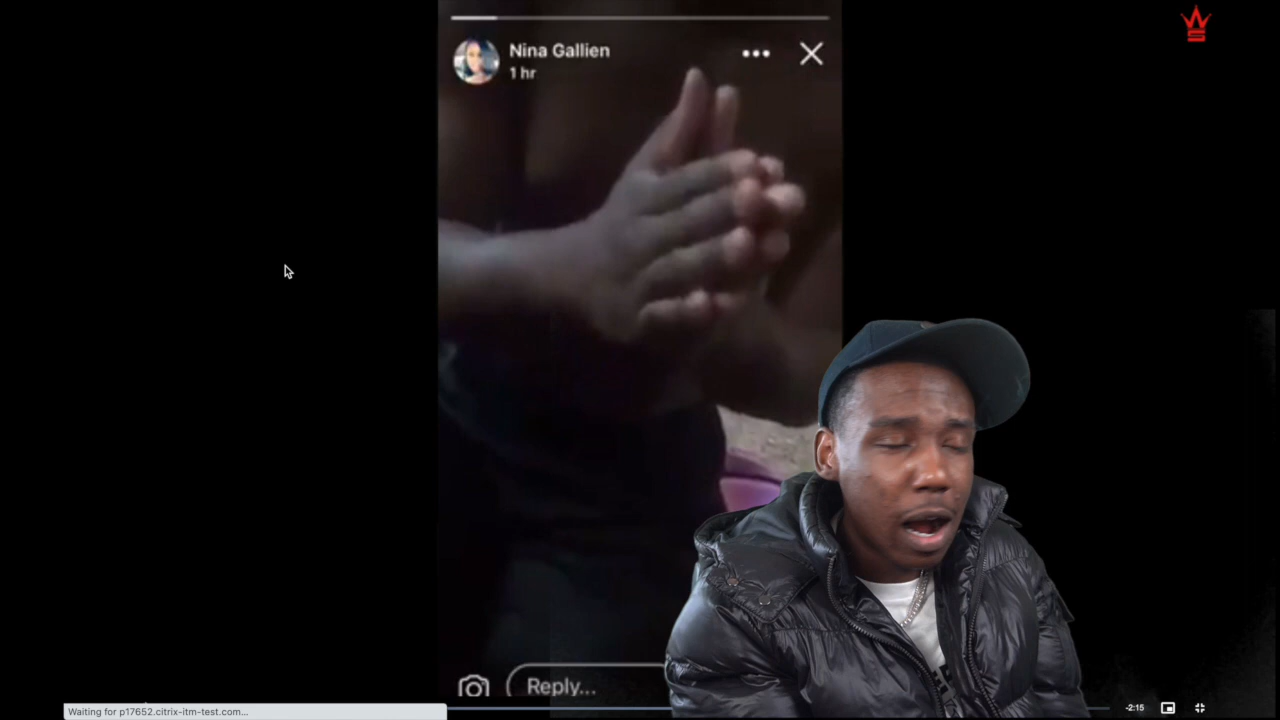 Nina Gallien
1 hr
Reply...
Waiting for p17652.citrix-itm-test.com...
-2:15